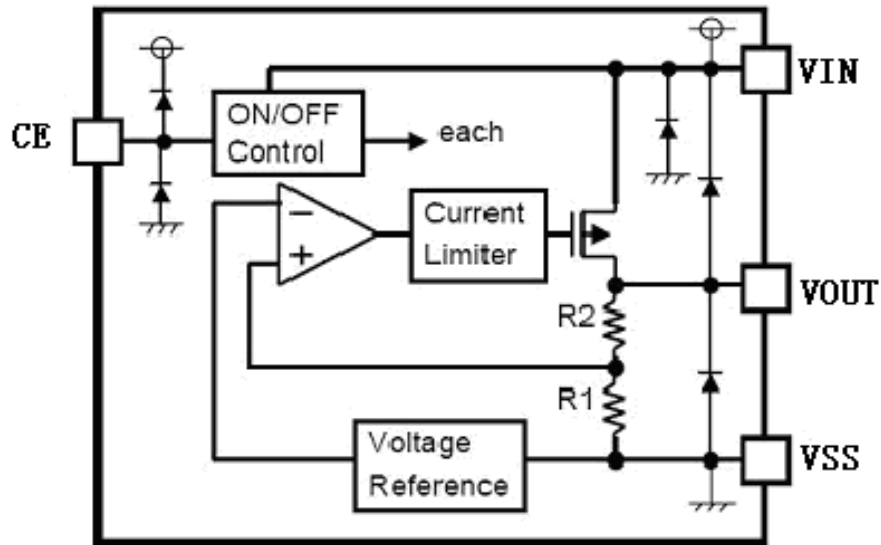 VIN
CE
ON/OFF
Control
each
−
+
Current
Limiter
VOUT
R2
R1
Voltage
Reference
VSS